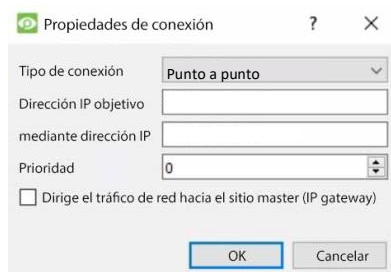 Propiedades de conexión ? ×
Tipo de conexión Punto a punto
Dirección IP objetivo
mediante dirección IP
Prioridad 0
Dirige el tráfico de red hacia el sitio master (IP gateway)
OK Cancelar